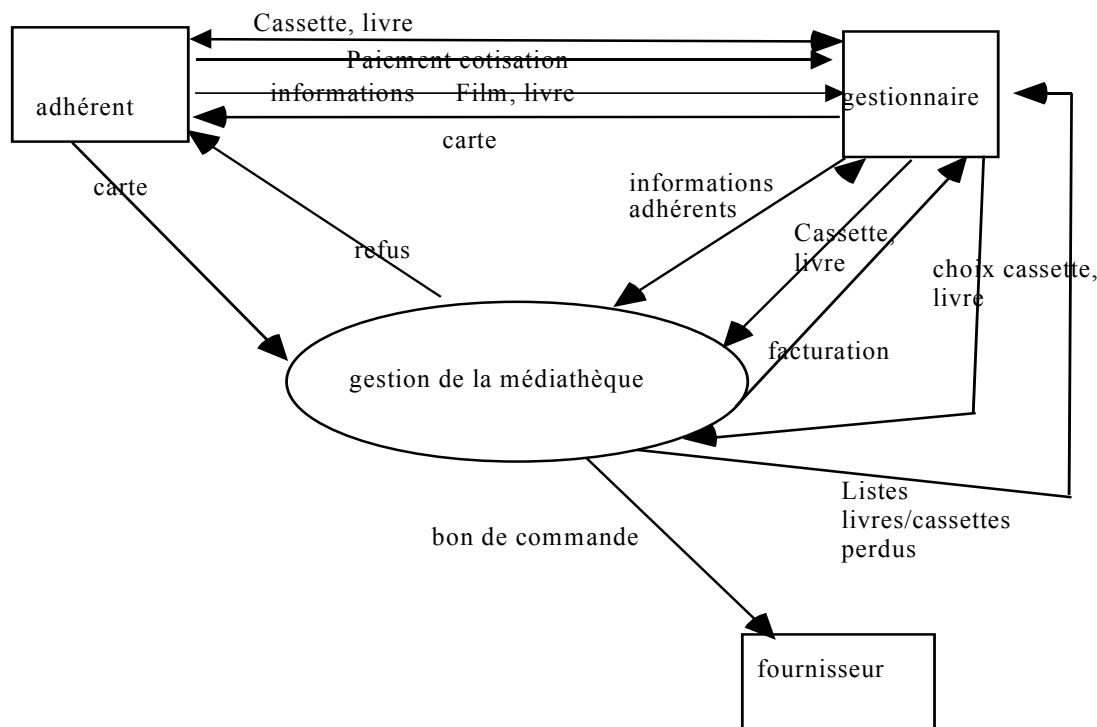 Cassette, livre
Paiement cotisation
informations Film, livre
adhérent
gestionnaire
carte
carte
informations
adhérents
refus
Cassette,
livre
choix cassette,
livre
facturation
gestion de la médiathèque
Listes
livres/cassettes
perdus
bon de commande
fournisseur